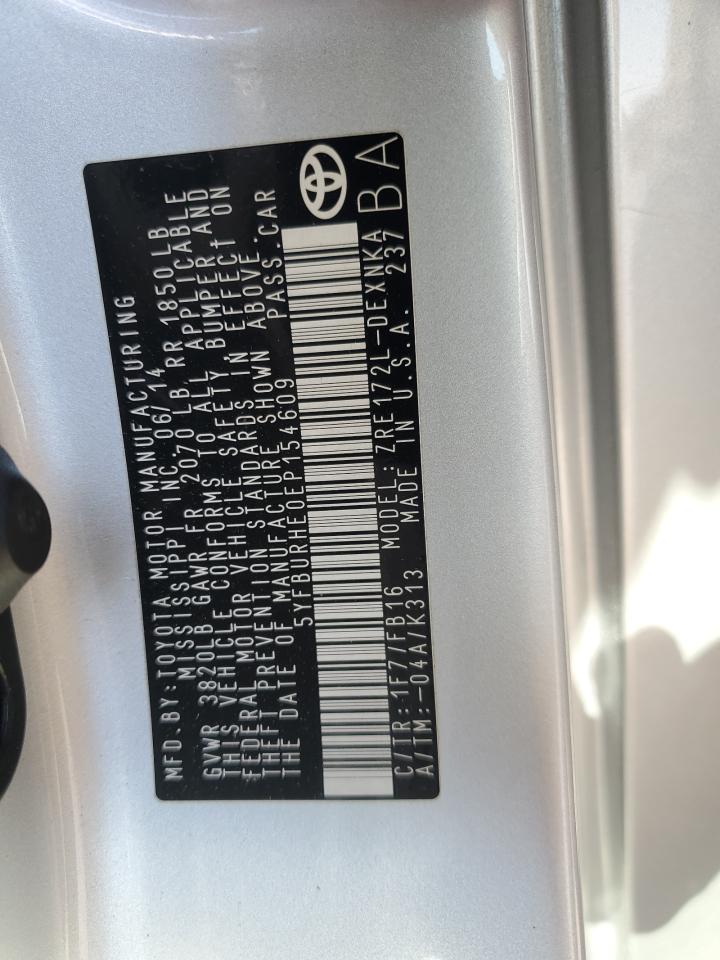 MFD.BY:TOYOTA MOTOR MANUFACTURING
MISSISSIPPI INC.06/14
GVWR 3820LB GAWR FR 2070 LB RR 1850LB
THIS VEHICLE CONFORMS TO ALL APPLICABLE
FEDERAL MOTOR VEHICLE SAFETY,BUMPER AND
THEFT PREVENTION STANDARDS IN EFFECT ON
THE DATE OF MANUFACTURE SHOWN ABOVE.
5YFBURHE0EP154609 PASS.CAR
C/TR:1F7/FB16 MODEL:ZRE172L-DEXNKA
A/TM:-04A/K313 MADE IN U.S.A. 237
BA